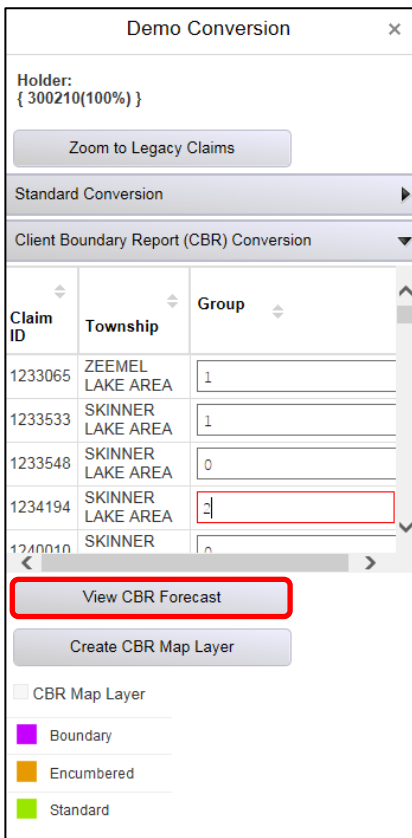 Demo Conversion ×
Holder:
{ 300210(100%) }
Zoom to Legacy Claims
Standard Conversion
Client Boundary Report (CBR) Conversion
Claim ID Township Group
1233065 ZEEMEL LAKE AREA 1
1233533 SKINNER LAKE AREA 1
1233548 SKINNER LAKE AREA 0
1234194 SKINNER LAKE AREA 2
1240010 SKINNER 0
View CBR Forecast
Create CBR Map Layer
CBR Map Layer
Boundary
Encumbered
Standard